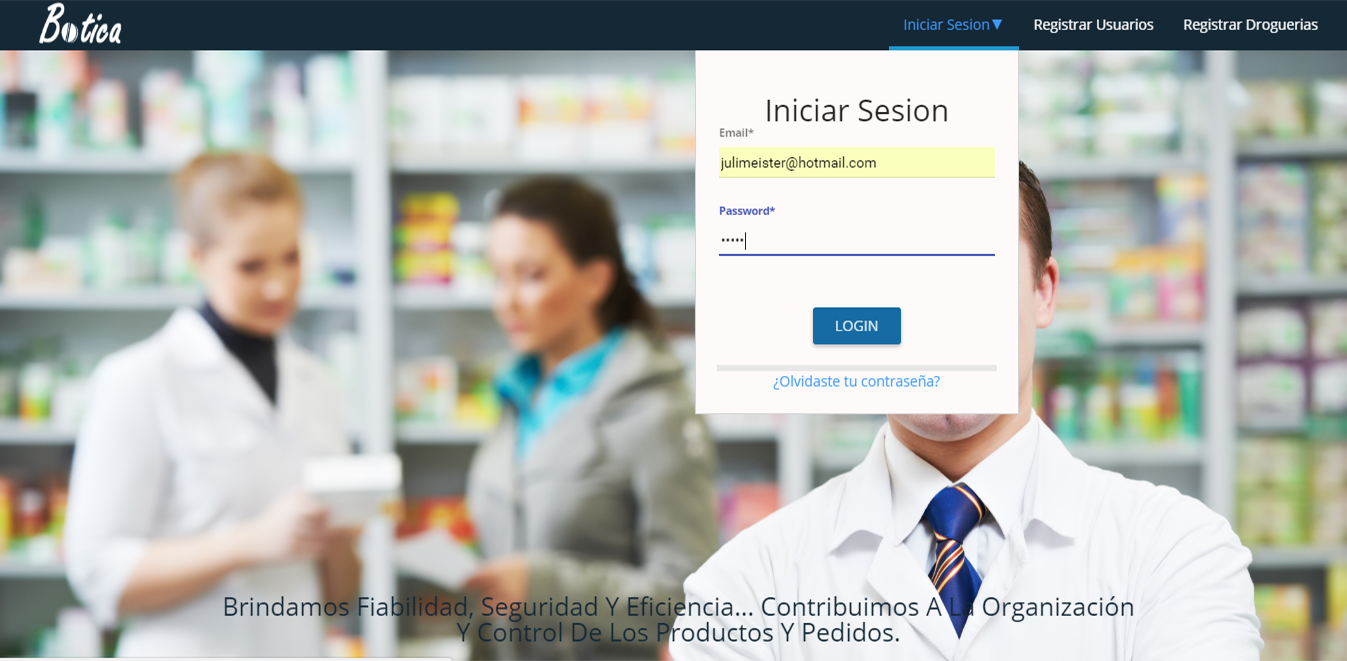 Botica
Iniciar Sesion▼
Registrar Usuarios
Registrar Droguerias
Iniciar Sesion
Email*
julimeister@hotmail.com
Password*
•••••
LOGIN
¿Olvidaste tu contraseña?
Brindamos Fiabilidad, Seguridad Y Eficiencia... Contribuimos A La Organización
Y Control De Los Productos Y Pedidos.